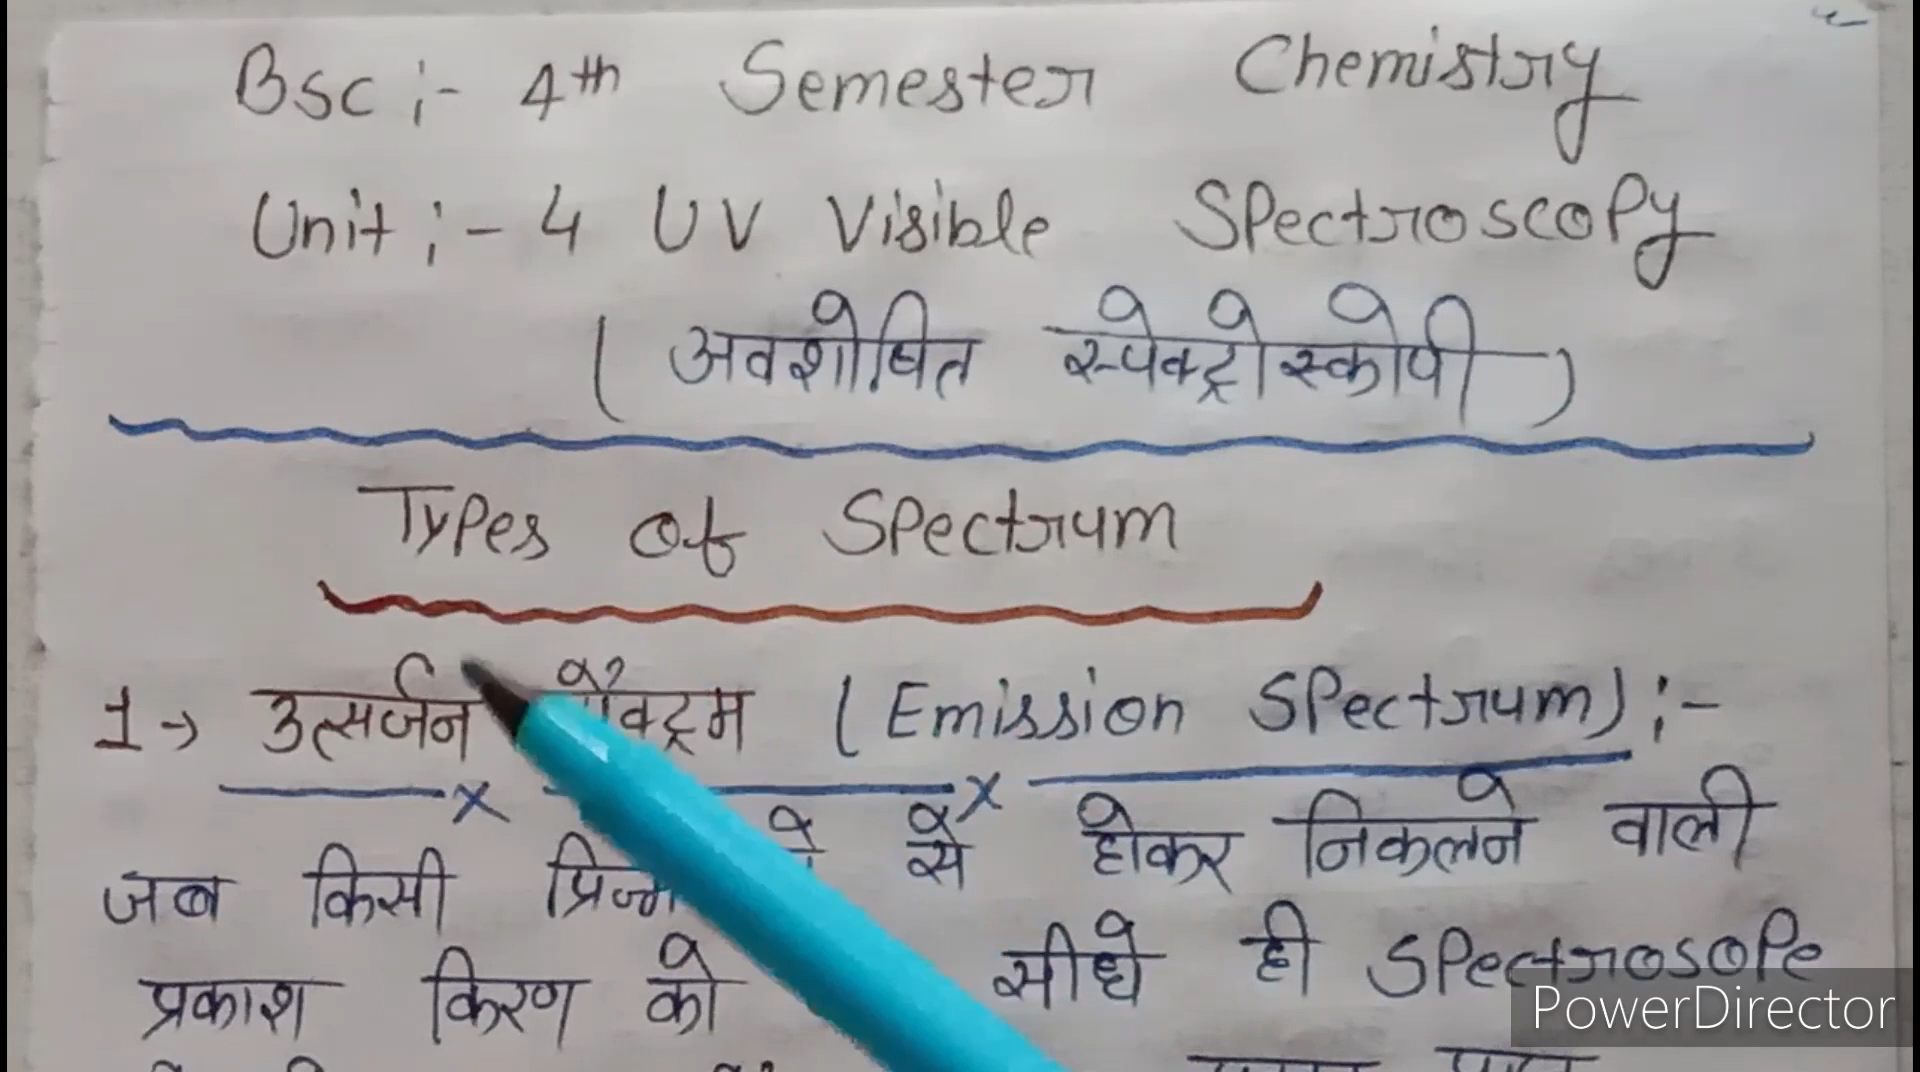 Bsc :- 4th Semester Chemistry
Unit :- 4 UV Visible Spectroscopy
(अवशोषित स्पेक्ट्रोस्कोपी)
Types of Spectrum
1→ उत्सर्जन (Emission Spectrum) :-
जब किसी से होकर निकलने वाली
प्रकाश किरण को सीधे ही Spectrosope
PowerDirector